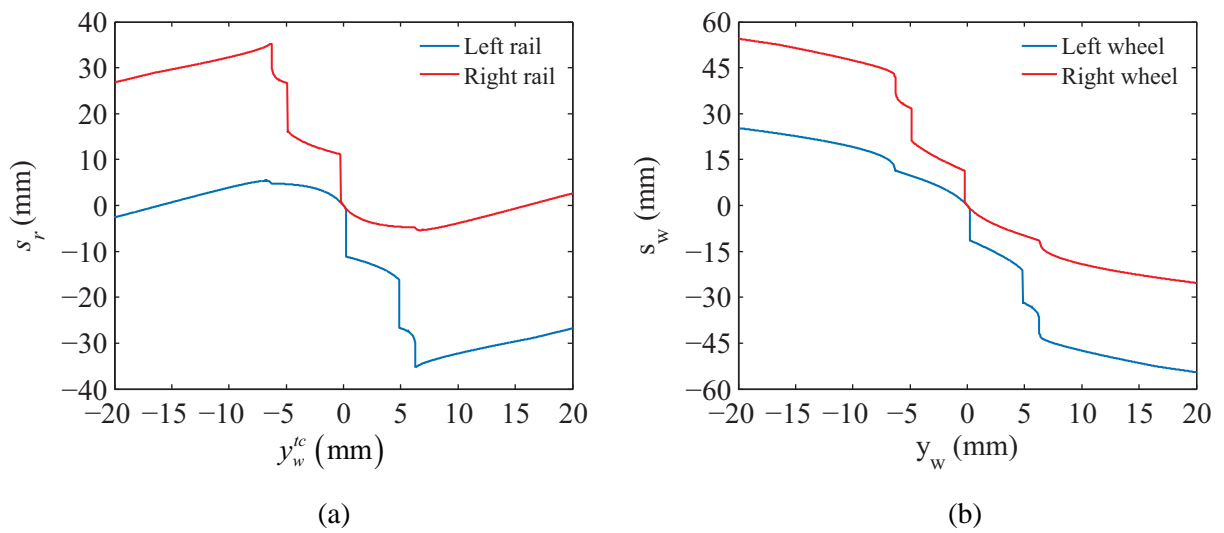 40
30
20
10
0
−10
−20
−30
−40
s_r (mm)
Left rail
Right rail
−20 −15 −10 −5 0 5 10 15 20
y_w^{tc} (mm)
(a)
60
45
30
15
0
−15
−30
−45
−60
s_w (mm)
Left wheel
Right wheel
−20 −15 −10 −5 0 5 10 15 20
y_w (mm)
(b)